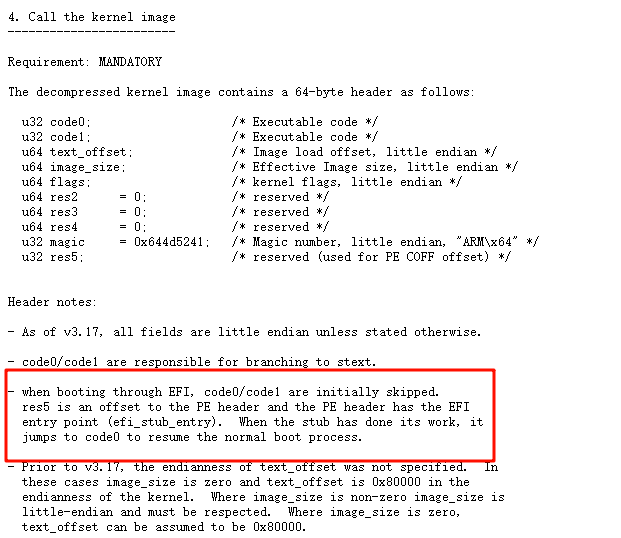 4. Call the kernel image
------------------------
Requirement: MANDATORY
The decompressed kernel image contains a 64-byte header as follows:
u32 code0; /* Executable code */
u32 code1; /* Executable code */
u64 text_offset; /* Image load offset, little endian */
u64 image_size; /* Effective Image size, little endian */
u64 flags; /* kernel flags, little endian */
u64 res2 = 0; /* reserved */
u64 res3 = 0; /* reserved */
u64 res4 = 0; /* reserved */
u32 magic = 0x644d5241; /* Magic number, little endian, "ARM\x64" */
u32 res5; /* reserved (used for PE COFF offset) */
Header notes:
- As of v3.17, all fields are little endian unless stated otherwise.
- code0/code1 are responsible for branching to stext.
- when booting through EFI, code0/code1 are initially skipped.
res5 is an offset to the PE header and the PE header has the EFI
entry point (efi_stub_entry). When the stub has done its work, it
jumps to code0 to resume the normal boot process.
- Prior to v3.17, the endianness of text_offset was not specified. In
these cases image_size is zero and text_offset is 0x80000 in the
endianness of the kernel. Where image_size is non-zero image_size is
little-endian and must be respected. Where image_size is zero,
text_offset can be assumed to be 0x80000.